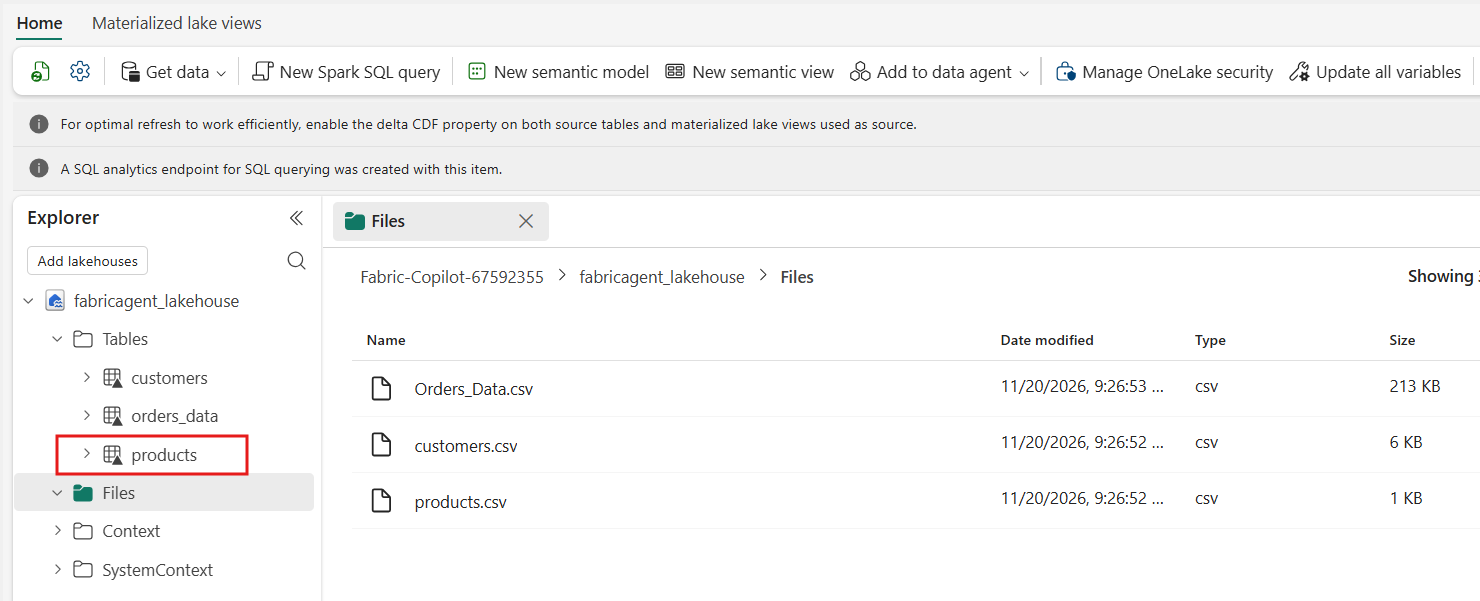 Home Materialized lake views
Get data New Spark SQL query New semantic model New semantic view Add to data agent Manage OneLake security Update all variables
For optimal refresh to work efficiently, enable the delta CDF property on both source tables and materialized lake views used as source.
A SQL analytics endpoint for SQL querying was created with this item.
Explorer
Add lakehouses
fabricagent_lakehouse
Tables
customers
orders_data
products
Files
Context
SystemContext
Files
Fabric-Copilot-67592355 > fabricagent_lakehouse > Files
Showing
Name Date modified Type Size
Orders_Data.csv 11/20/2026, 9:26:53 ... csv 213 KB
customers.csv 11/20/2026, 9:26:52 ... csv 6 KB
products.csv 11/20/2026, 9:26:52 ... csv 1 KB